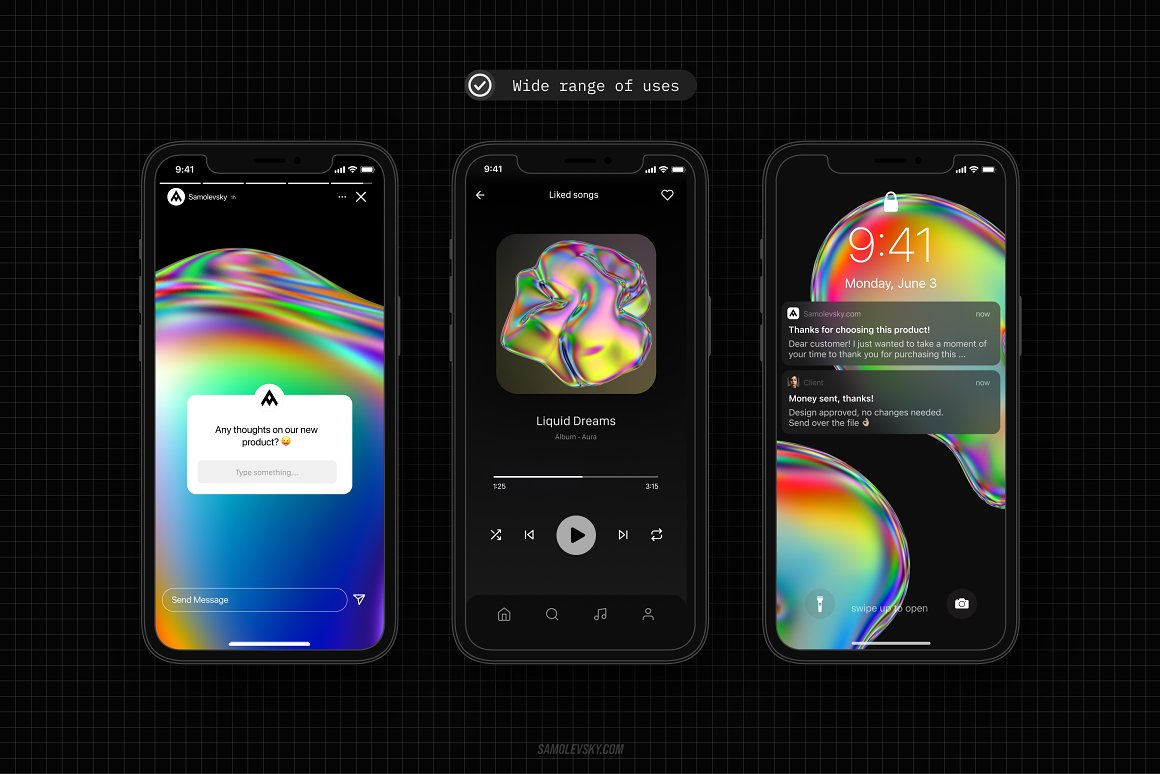 Wide range of uses
9:41
Samolevsky 1h
Any thoughts on our new
product? 😛
Type something...
Send Message
9:41
Liked songs
Liquid Dreams
Album - Aura
1:25 3:15
9:41
Monday, June 3
Samolevsky.com now
Thanks for choosing this product!
Dear customer! I just wanted to take a moment of
your time to thank you for purchasing this ...
Client now
Money sent, thanks!
Design approved, no changes needed.
Send over the file 👌🏼
swipe up to open
SAMOLEVSKY.COM